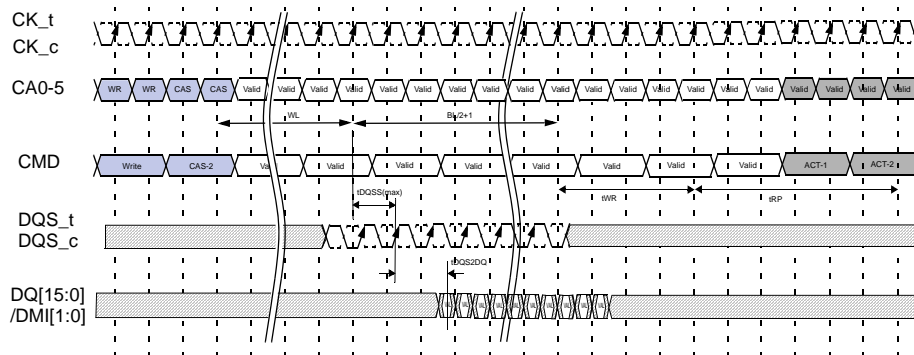 CK_t
CK_c
CA0-5 WR WR CAS CAS Valid Valid Valid Valid Valid Valid Valid Valid Valid Valid Valid Valid Valid Valid Valid Valid Valid Valid Valid Valid
WL BL/2+1
CMD Write CAS-2 Valid Valid Valid Valid Valid Valid Valid Valid ACT-1 ACT-2
tDQSS(max) tWR tRP
DQS_t
DQS_c
tDQS2DQ
DQ[15:0]
/DMI[1:0]